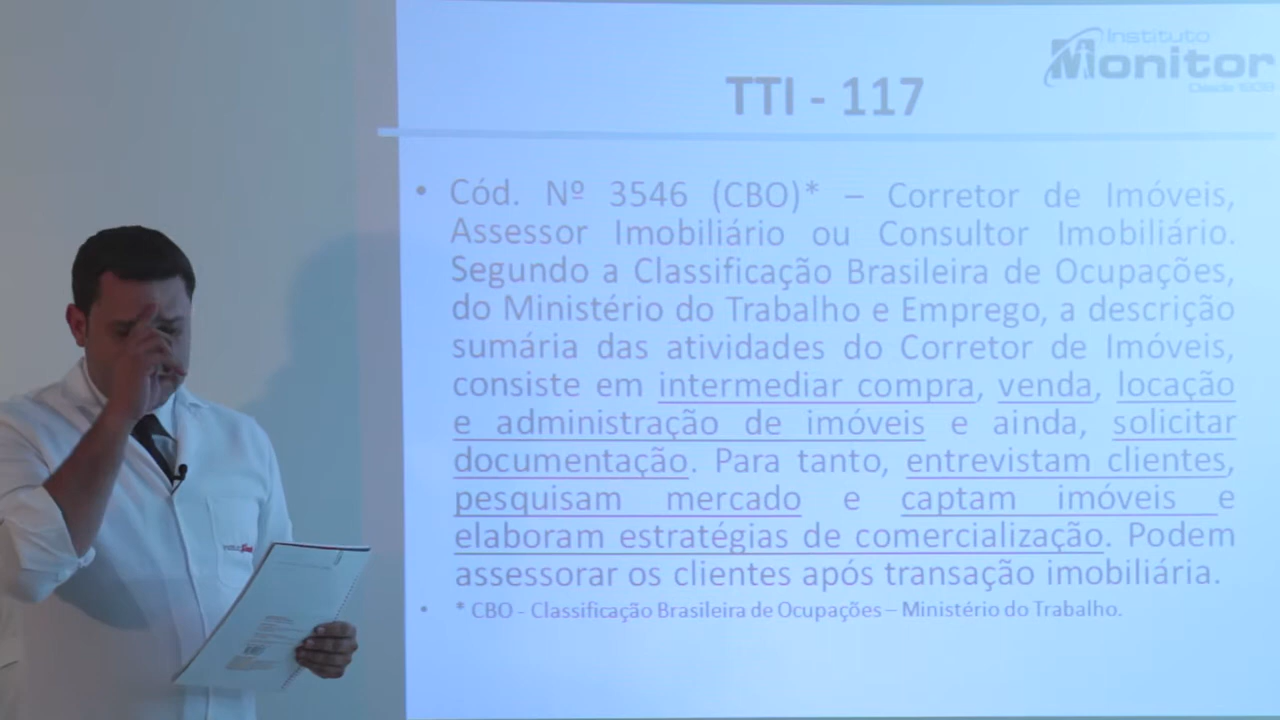 Instituto
Monitor
TTI - 117
• Cód. Nº 3546 (CBO)* – Corretor de Imóveis,
Assessor Imobiliário ou Consultor Imobiliário.
Segundo a Classificação Brasileira de Ocupações,
do Ministério do Trabalho e Emprego, a descrição
sumária das atividades do Corretor de Imóveis,
consiste em intermediar compra, venda, locação
e administração de imóveis e ainda, solicitar
documentação. Para tanto, entrevistam clientes,
pesquisam mercado e captam imóveis e
elaboram estratégias de comercialização. Podem
assessorar os clientes após transação imobiliária.
• * CBO - Classificação Brasileira de Ocupações – Ministério do Trabalho.